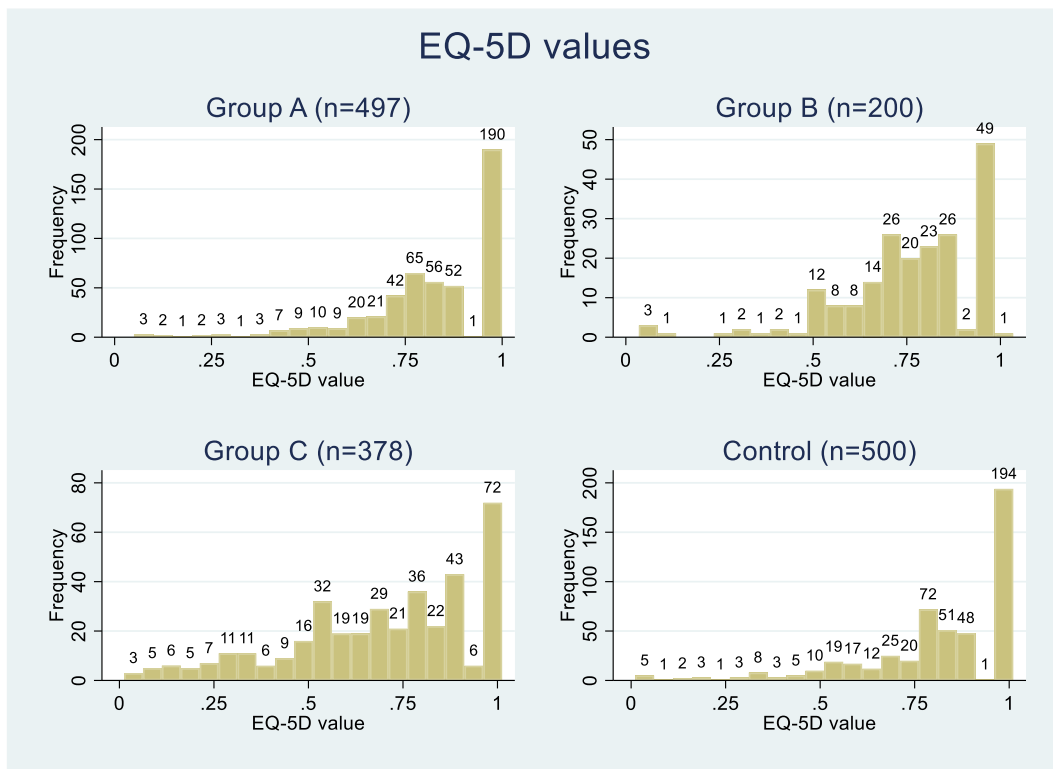 EQ-5D values
Group A (n=497)
Frequency
200
150
100
50
0
3 2 1 2 3 1 3 7 9 10 9 20 21 42 65 56 52 1 190
0 .25 .5 .75 1
EQ-5D value
Group B (n=200)
Frequency
50
40
30
20
10
0
3 1 1 2 1 2 1 12 8 8 14 26 20 23 26 2 49 1
0 .25 .5 .75 1
EQ-5D value
Group C (n=378)
Frequency
80
60
40
20
0
3 5 6 5 7 11 11 6 9 16 32 19 19 29 21 36 22 43 6 72
0 .25 .5 .75 1
EQ-5D value
Control (n=500)
Frequency
200
150
100
50
0
5 1 2 3 1 3 8 3 5 10 19 17 12 25 20 72 51 48 1 194
0 .25 .5 .75 1
EQ-5D value